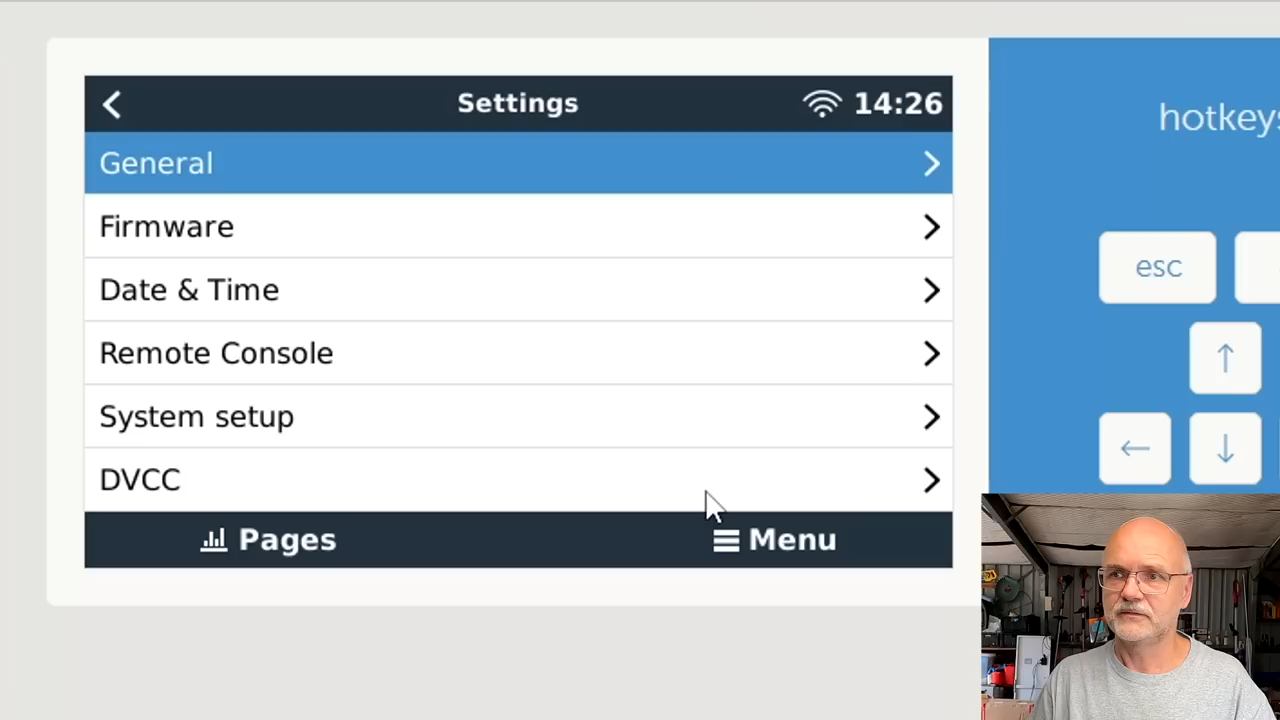 Settings
14:26
General
Firmware
Date & Time
Remote Console
System setup
DVCC
Pages
Menu
hotkeys
esc